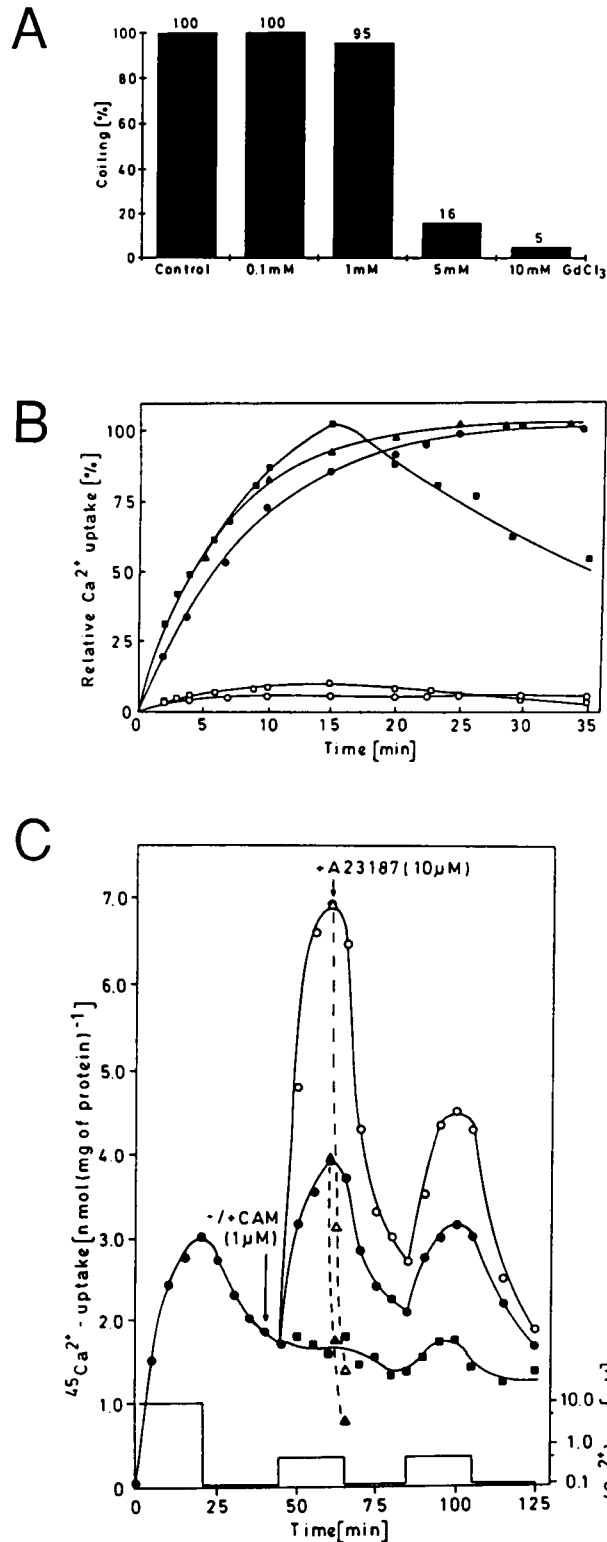 A
100 100 95 16 5
100
80
60
40
20
0
Coiling [%]
Control 0.1mM 1mM 5mM 10mM GdCl3
B
100
75
50
25
0
Relative Ca2+ uptake [%]
0 5 10 15 20 25 30 35
Time [min]
C
+A23187(10µM)
7.0
6.0
5.0
4.0
3.0
2.0
1.0
0
45Ca2+ - uptake [nmol(mg of protein)-1]
-/+CAM
(1µM)
10.0
1.0
0.1
0 25 50 75 100 125
Time[min]